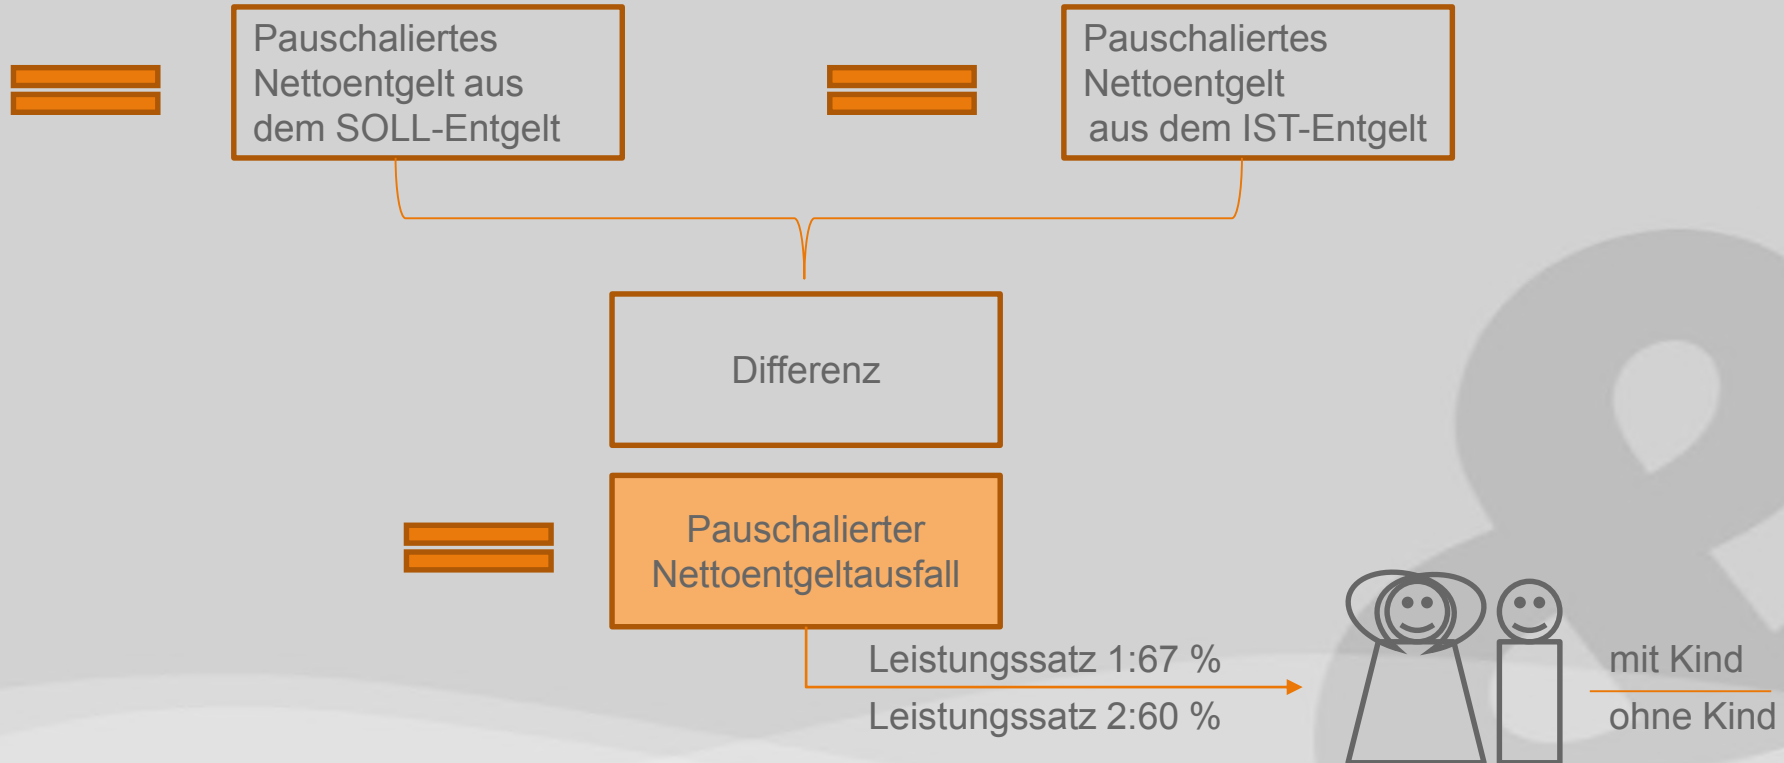 Pauschaliertes
Nettoentgelt aus
dem SOLL-Entgelt
Pauschaliertes
Nettoentgelt
aus dem IST-Entgelt
Differenz
Pauschalierter
Nettoentgeltausfall
Leistungssatz 1:67 %
mit Kind
Leistungssatz 2:60 %
ohne Kind